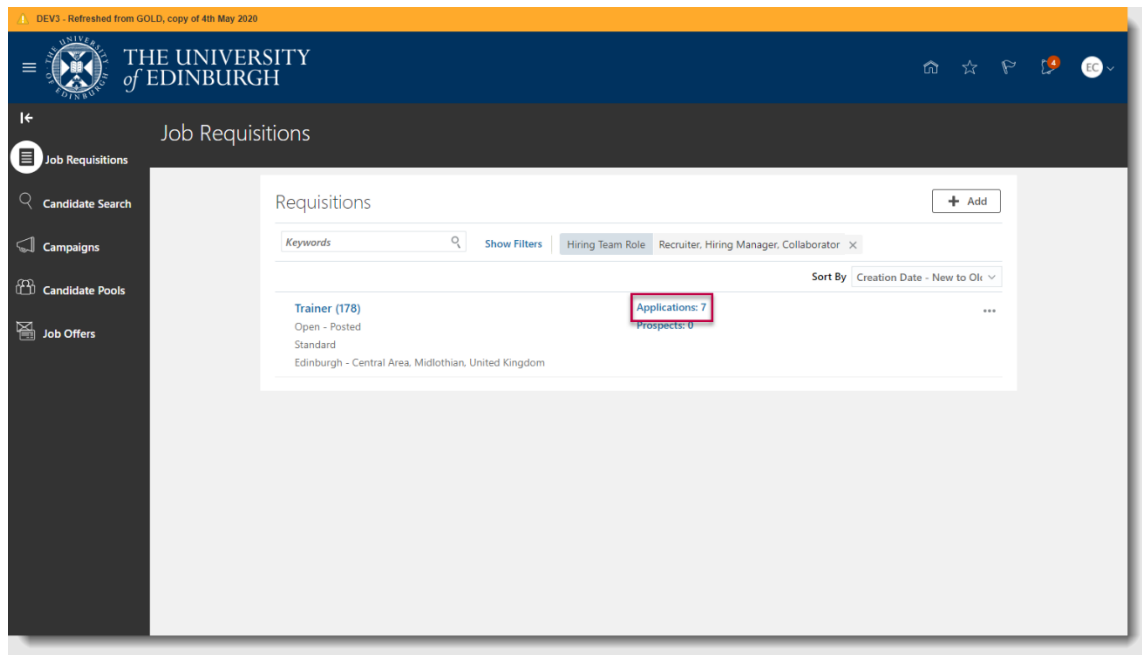 DEV3 - Refreshed from GOLD, copy of 4th May 2020
THE UNIVERSITY
of EDINBURGH
4
EC
Job Requisitions
Job Requisitions
Candidate Search
Campaigns
Candidate Pools
Job Offers
Requisitions
+ Add
Keywords
Show Filters
Hiring Team Role Recruiter, Hiring Manager, Collaborator ×
Sort By Creation Date - New to Olc
Trainer (178)
Applications: 7
Open - Posted
Prospects: 0
Standard
Edinburgh - Central Area, Midlothian, United Kingdom